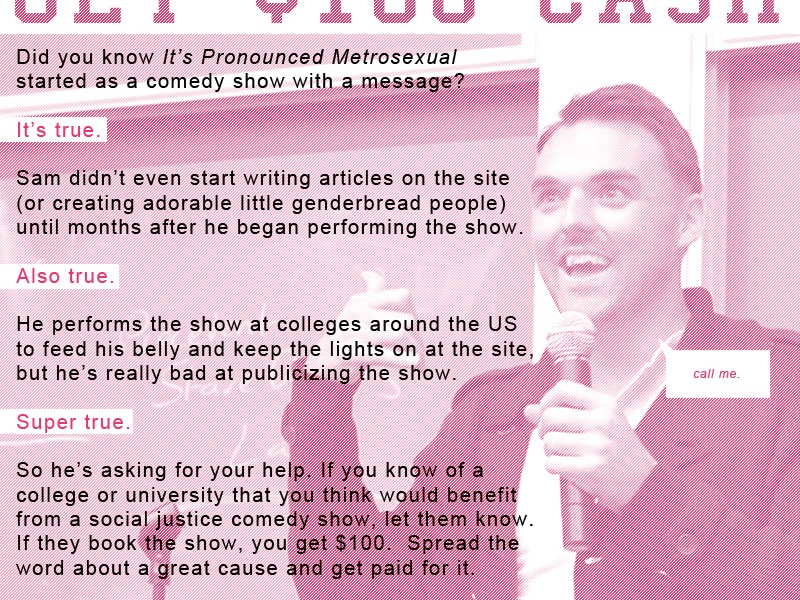 GET $100 CASH
Did you know It's Pronounced Metrosexual
started as a comedy show with a message?
It's true.
Sam didn't even start writing articles on the site
(or creating adorable little genderbread people)
until months after he began performing the show.
Also true.
He performs the show at colleges around the US
to feed his belly and keep the lights on at the site,
but he's really bad at publicizing the show.
call me.
Super true.
So he's asking for your help. If you know of a
college or university that you think would benefit
from a social justice comedy show, let them know.
If they book the show, you get $100.  Spread the
word about a great cause and get paid for it.